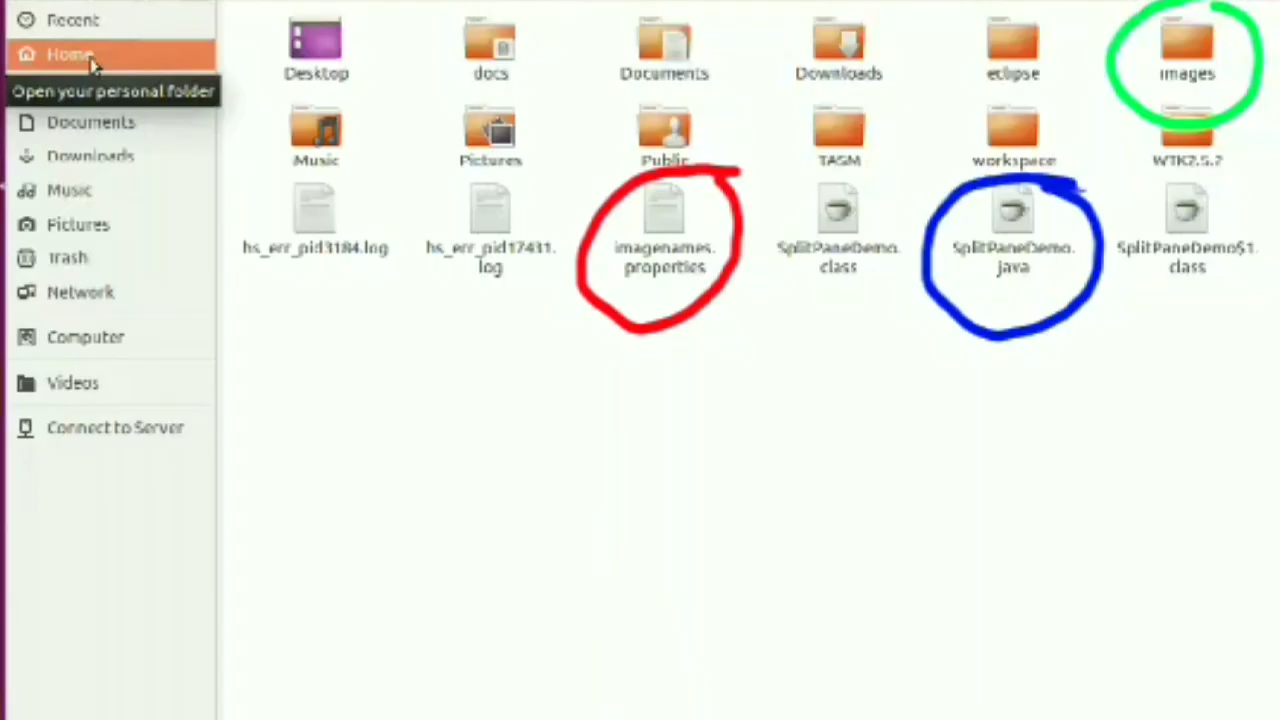 Recent
Home
Open your personal folder
Documents
Downloads
Music
Pictures
Trash
Network
Computer
Videos
Connect to Server
Desktop docs Documents Downloads eclipse images
Music Pictures Public TASM workspace WTK2.5.2
hs_err_pid3184.log hs_err_pid17431. imagenames. SplitPaneDemo. SplitPaneDemo. SplitPaneDemo$1.
log properties class java class